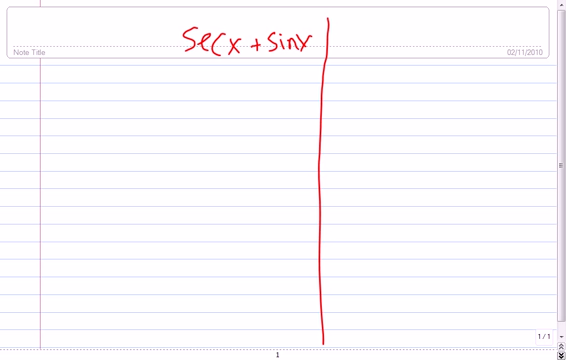 secx + sinx
Note Title
02/11/2010
1 / 1
1